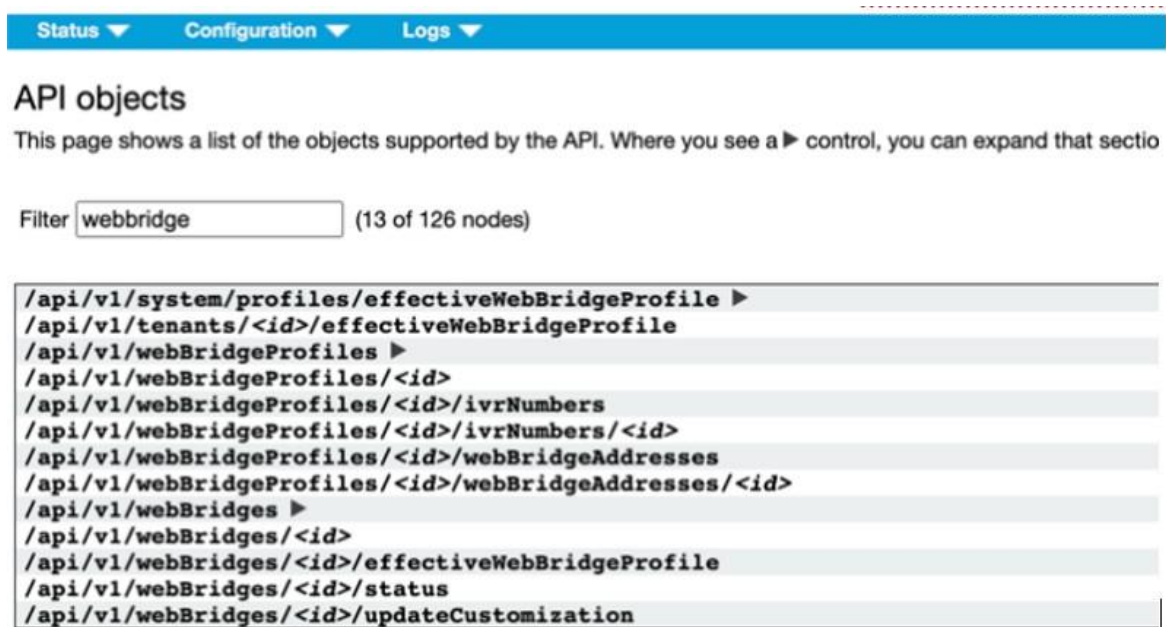 Status Configuration Logs
API objects
This page shows a list of the objects supported by the API. Where you see a ▶ control, you can expand that sectio
Filter webbridge (13 of 126 nodes)
/api/v1/system/profiles/effectiveWebBridgeProfile ▶
/api/v1/tenants/<id>/effectiveWebBridgeProfile
/api/v1/webBridgeProfiles ▶
/api/v1/webBridgeProfiles/<id>
/api/v1/webBridgeProfiles/<id>/ivrNumbers
/api/v1/webBridgeProfiles/<id>/ivrNumbers/<id>
/api/v1/webBridgeProfiles/<id>/webBridgeAddresses
/api/v1/webBridgeProfiles/<id>/webBridgeAddresses/<id>
/api/v1/webBridges ▶
/api/v1/webBridges/<id>
/api/v1/webBridges/<id>/effectiveWebBridgeProfile
/api/v1/webBridges/<id>/status
/api/v1/webBridges/<id>/updateCustomization